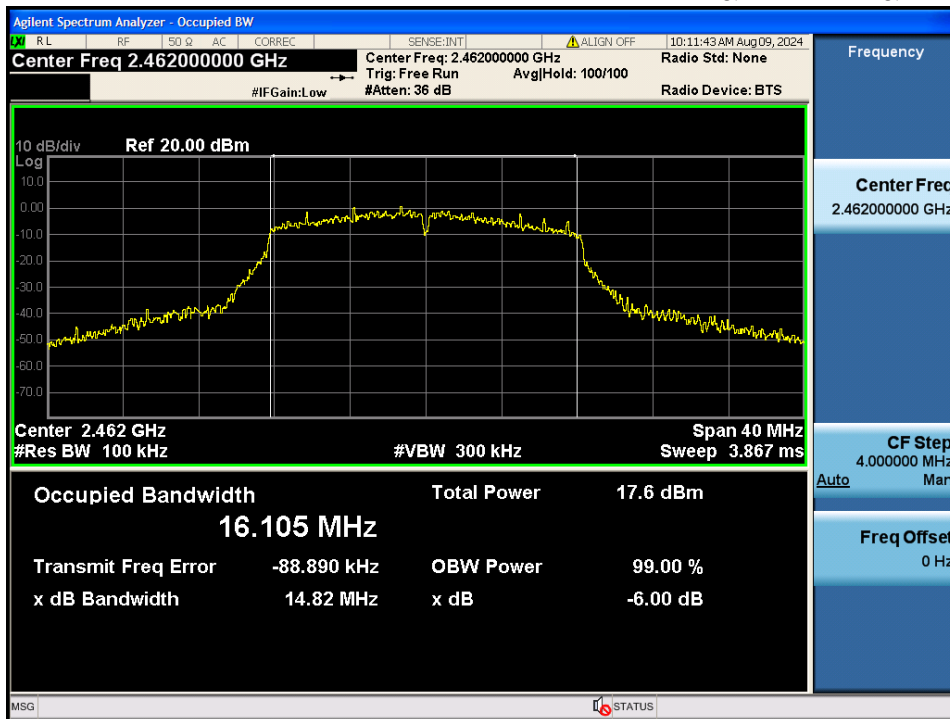 Agilent Spectrum Analyzer - Occupied BW
LXI RL RF 50 Ω AC CORREC SENSE:INT ALIGN OFF 10:11:43 AM Aug 09, 2024
Center Freq 2.462000000 GHz Center Freq: 2.462000000 GHz Radio Std: None
Trig: Free Run Avg|Hold: 100/100
#IFGain:Low #Atten: 36 dB Radio Device: BTS
10 dB/div Ref 20.00 dBm
Log
10.0
0.00
-10.0
-20.0
-30.0
-40.0
-50.0
-60.0
-70.0
Center 2.462 GHz Span 40 MHz
#Res BW 100 kHz #VBW 300 kHz Sweep 3.867 ms
Occupied Bandwidth Total Power 17.6 dBm
16.105 MHz
Transmit Freq Error -88.890 kHz OBW Power 99.00 %
x dB Bandwidth 14.82 MHz x dB -6.00 dB
MSG STATUS
Frequency
Center Freq
2.462000000 GHz
CF Step
4.000000 MHz
Auto Man
Freq Offset
0 Hz